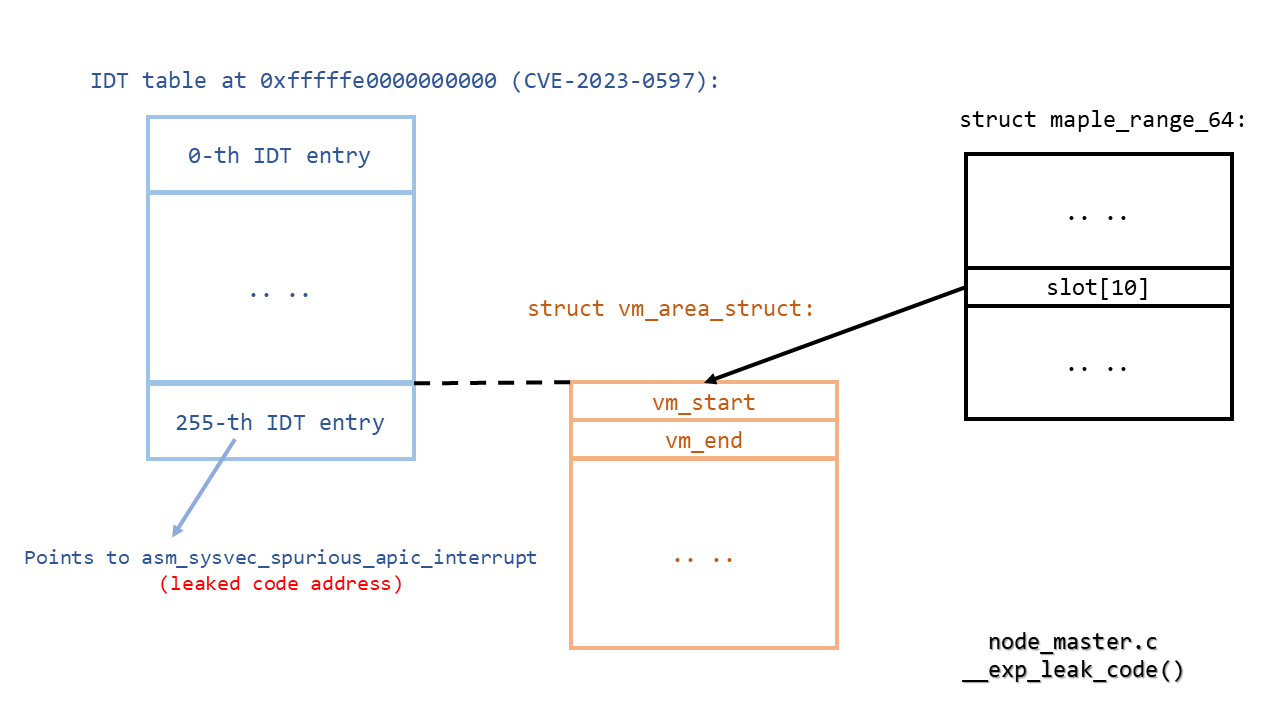 IDT table at 0xfffffe0000000000 (CVE-2023-0597):
struct maple_range_64:
0-th IDT entry
.. ..
.. ..
slot[10]
.. ..
struct vm_area_struct:
vm_start
vm_end
.. ..
255-th IDT entry
Points to asm_sysvec_spurious_apic_interrupt
(leaked code address)
node_master.c
__exp_leak_code()